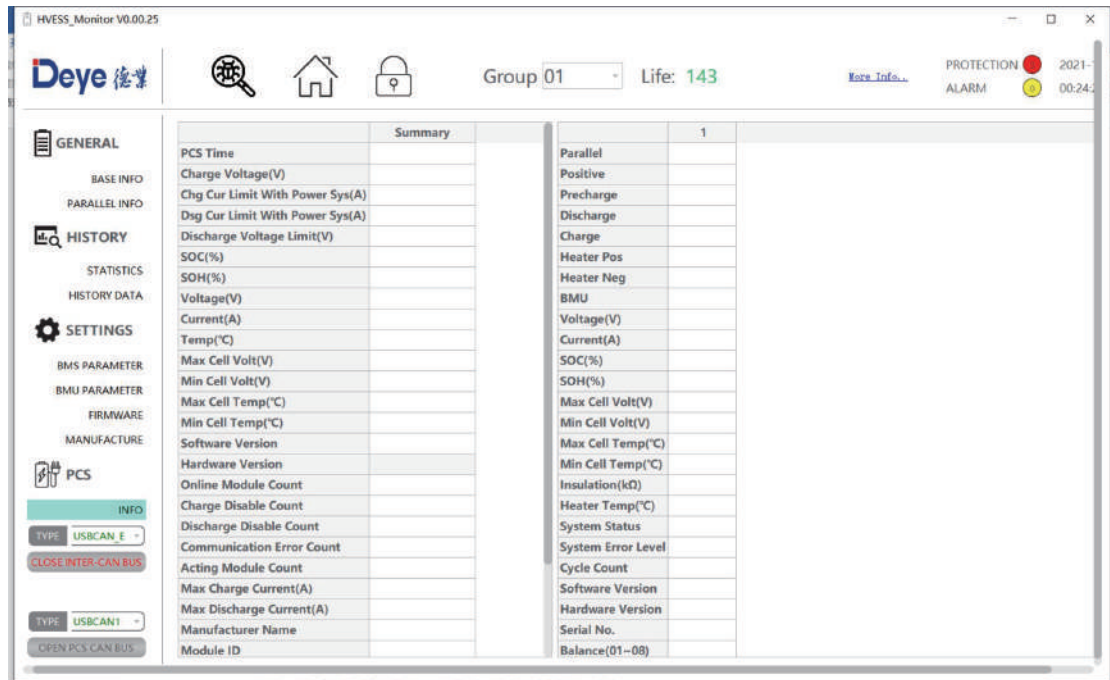 HVESS_Monitor V0.00.25
Deye 德业
Group 01
Life: 143
More Info..
PROTECTION
ALARM 0
2021-
00:24:
GENERAL
BASE INFO
PARALLEL INFO
HISTORY
STATISTICS
HISTORY DATA
SETTINGS
BMS PARAMETER
BMU PARAMETER
FIRMWARE
MANUFACTURE
PCS
INFO
TYPE USBCAN_E
CLOSE INTER-CAN BUS
TYPE USBCAN1
OPEN PCS CAN BUS
Summary
PCS Time
Charge Voltage(V)
Chg Cur Limit With Power Sys(A)
Dsg Cur Limit With Power Sys(A)
Discharge Voltage Limit(V)
SOC(%)
SOH(%)
Voltage(V)
Current(A)
Temp(℃)
Max Cell Volt(V)
Min Cell Volt(V)
Max Cell Temp(℃)
Min Cell Temp(℃)
Software Version
Hardware Version
Online Module Count
Charge Disable Count
Discharge Disable Count
Communication Error Count
Acting Module Count
Max Charge Current(A)
Max Discharge Current(A)
Manufacturer Name
Module ID
1
Parallel
Positive
Precharge
Discharge
Charge
Heater Pos
Heater Neg
BMU
Voltage(V)
Current(A)
SOC(%)
SOH(%)
Max Cell Volt(V)
Min Cell Volt(V)
Max Cell Temp(℃)
Min Cell Temp(℃)
Insulation(kΩ)
Heater Temp(℃)
System Status
System Error Level
Cycle Count
Software Version
Hardware Version
Serial No.
Balance(01~08)